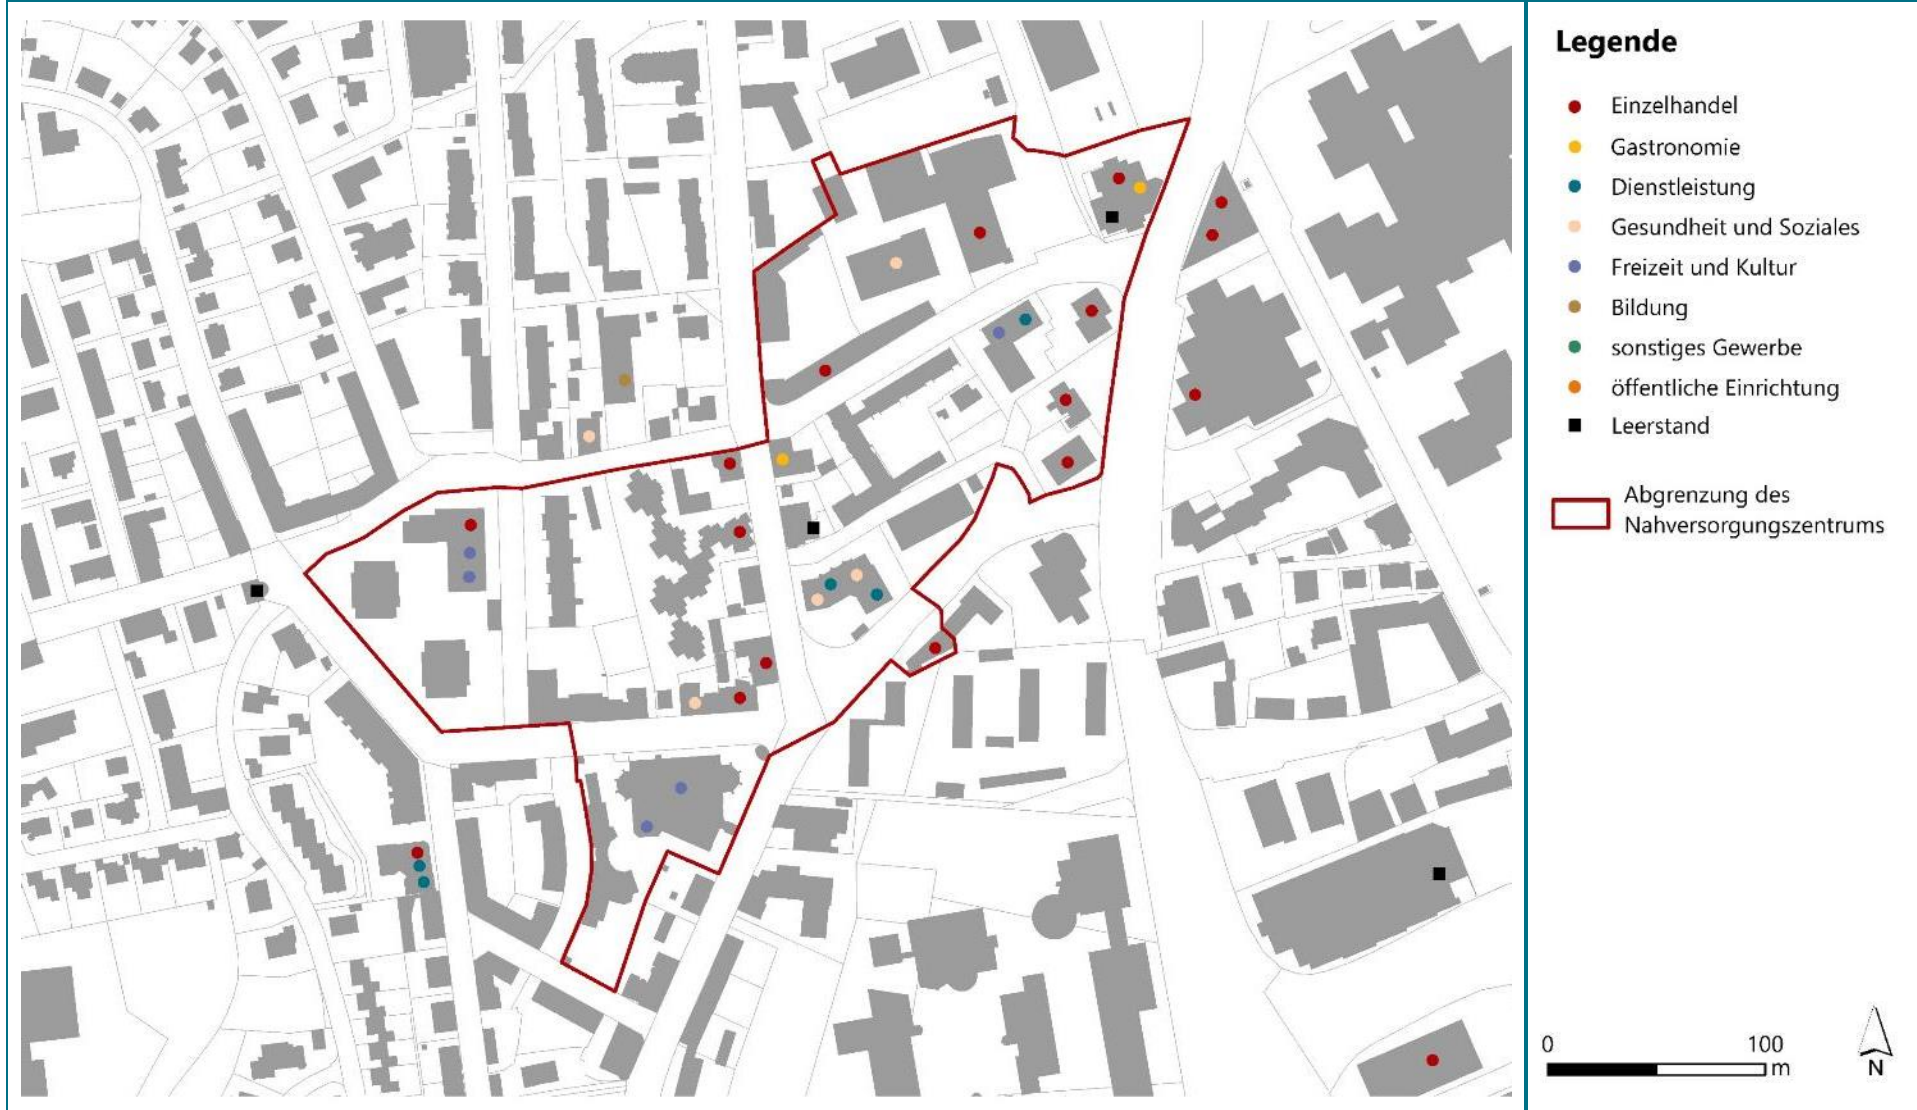 Legende
Einzelhandel
Gastronomie
Dienstleistung
Gesundheit und Soziales
Freizeit und Kultur
Bildung
sonstiges Gewerbe
öffentliche Einrichtung
Leerstand
Abgrenzung des
Nahversorgungszentrums
0 100
m
N